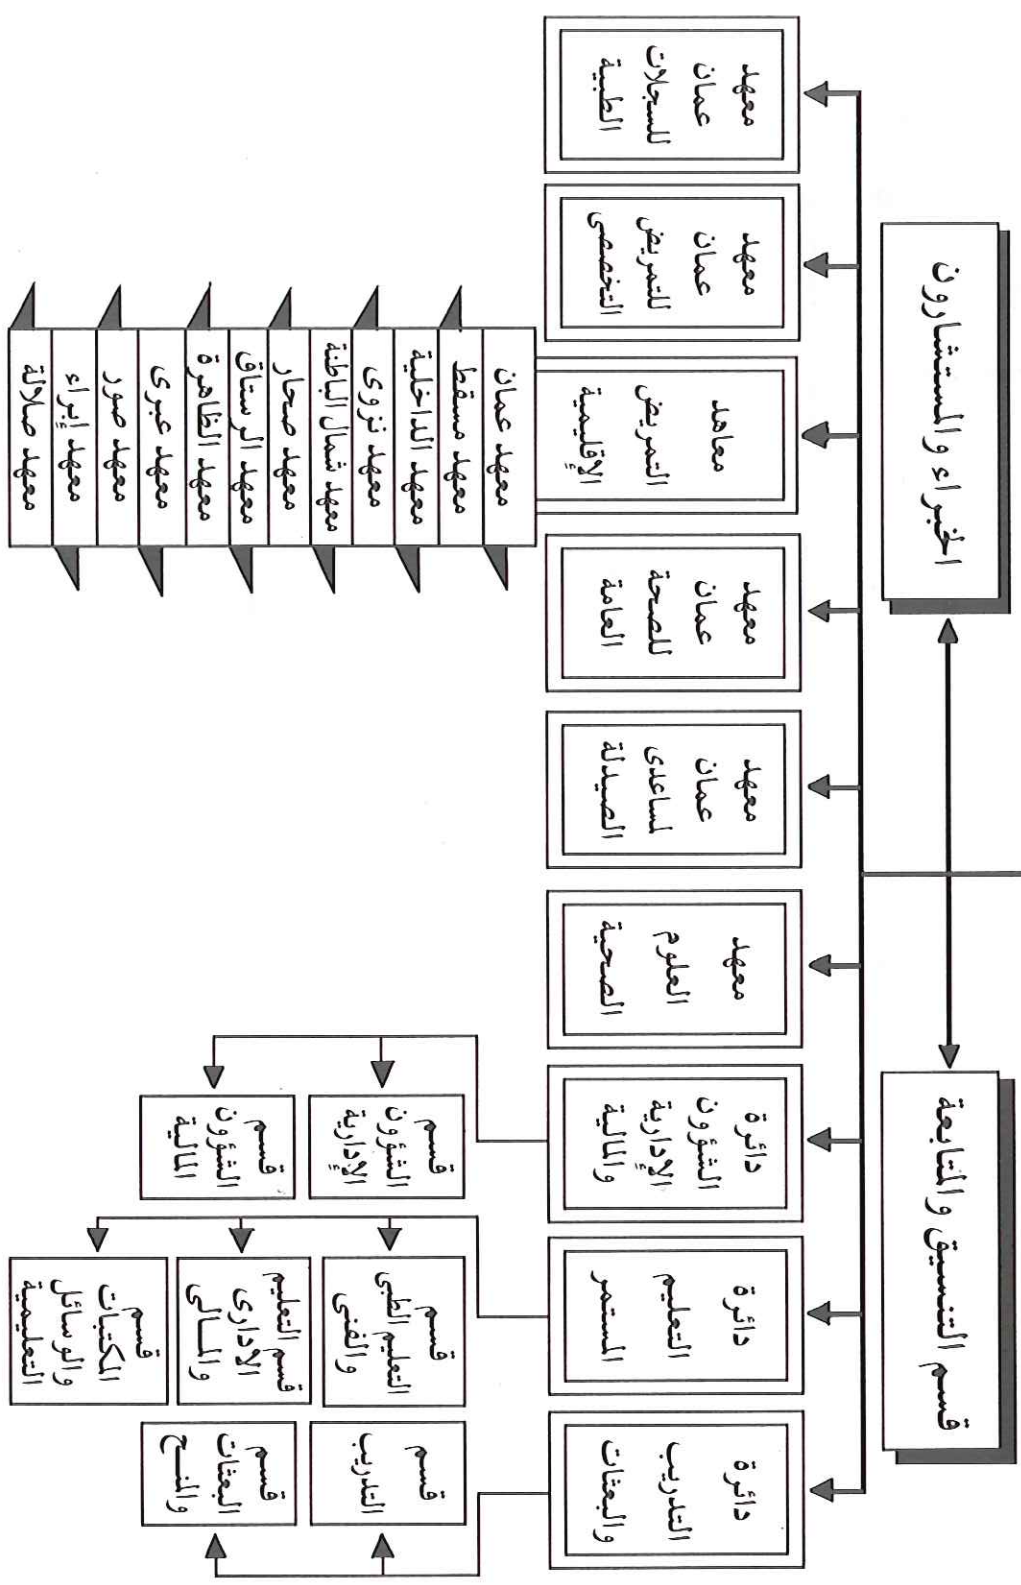 قسم التنسيق والمتابعة
الخبراء والمستشارون
دائرة
التدريب
والبعثات
دائرة
التعليم
المستمر
دائرة
الشؤون
الإدارية
والمالية
معهد
العلوم
الصحية
معهد
عمان
لمساعدى
الصيدلة
معهد
عمان
للصحة
العامة
معاهد
التمريض
الإقليمية
معهد
عمان
للتمريض
التخصصى
معهد
عمان
للسجلات
الطبية
قسم
التدريب
قسم
البعثات
والمنح
قسم
التعليم الطبى
والفنى
قسم التعليم
الادارى
والمالى
قسم
المكتبات
والوسائل
التعليمية
قسم
الشؤون
الإدارية
قسم
الشؤون
المالية
معهد عمان
معهد مسقط
معهد الداخلية
معهد نزوى
معهد شمال الباطنة
معهد صحار
معهد الرستاق
معهد الظاهرة
معهد عبرى
معهد صور
معهد إبراء
معهد صلالة